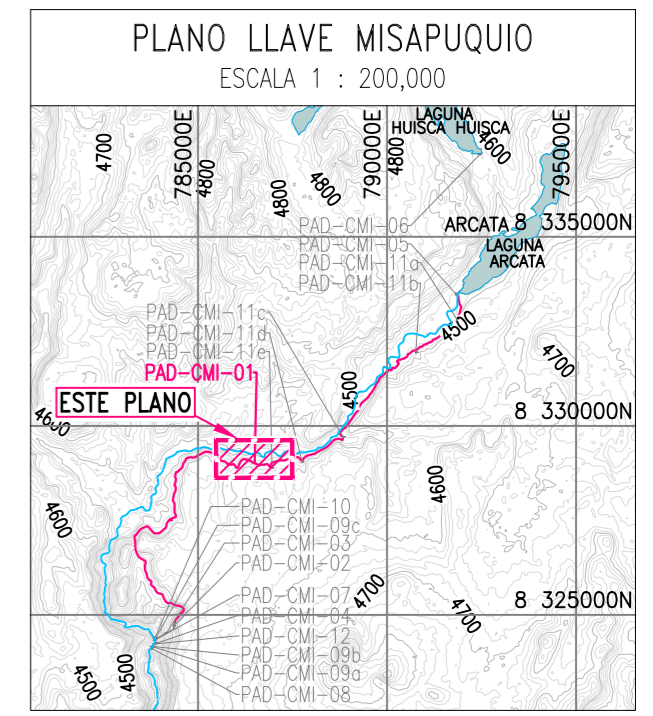 PLANO LLAVE MISAPUQUIO
ESCALA 1 : 200,000
4700
785000E
4800
4800
4800
790000E
4800
LAGUNA
HUISCA HUISCA
4600
795000E
PAD-CMI-06
ARCATA
8 335000N
PAD-CMI-05
LAGUNA
ARCATA
PAD-CMI-11a
PAD-CMI-11b
4500
PAD-CMI-11c
PAD-CMI-11d
PAD-CMI-11e
PAD-CMI-01
4700
4500
ESTE PLANO
4600
8 330000N
4600
4600
PAD-CMI-10
PAD-CMI-09c
PAD-CMI-03
PAD-CMI-02
PAD-CMI-07
4700
4700
8 325000N
PAD-CMI-04
PAD-CMI-12
PAD-CMI-09b
PAD-CMI-09a
PAD-CMI-08
4500
4500